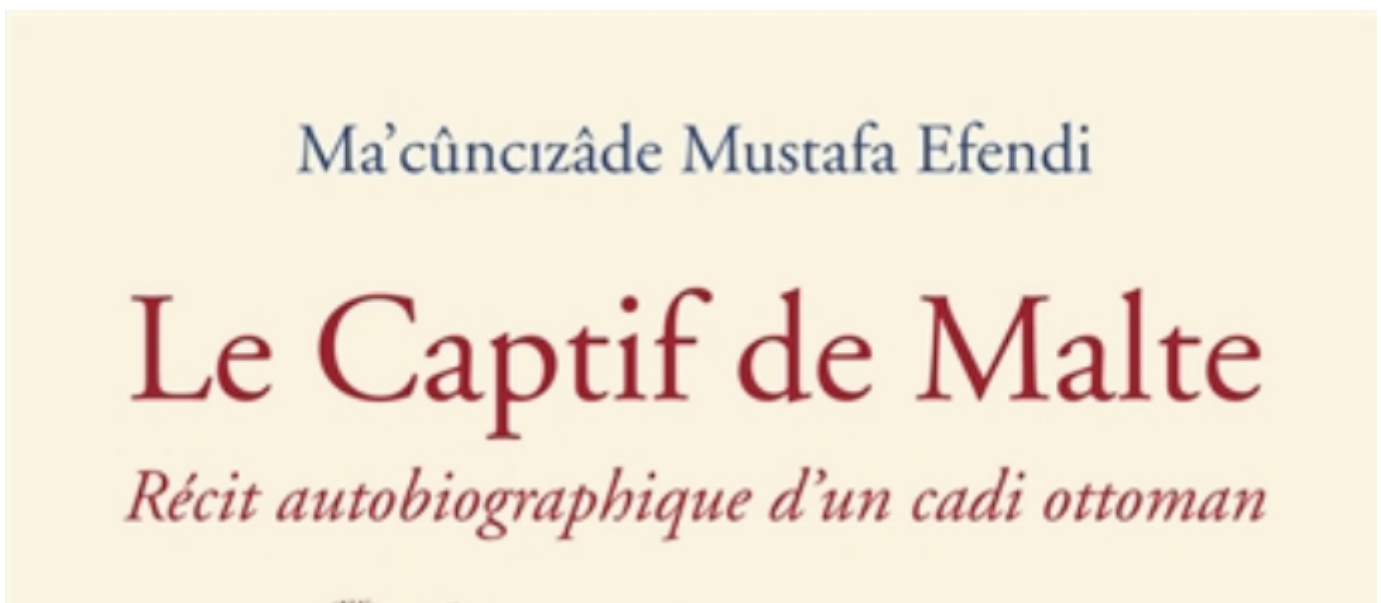 Ma’cûncızâde Mustafa Efendi
Le Captif de Malte
Récit autobiographique d’un cadi ottoman